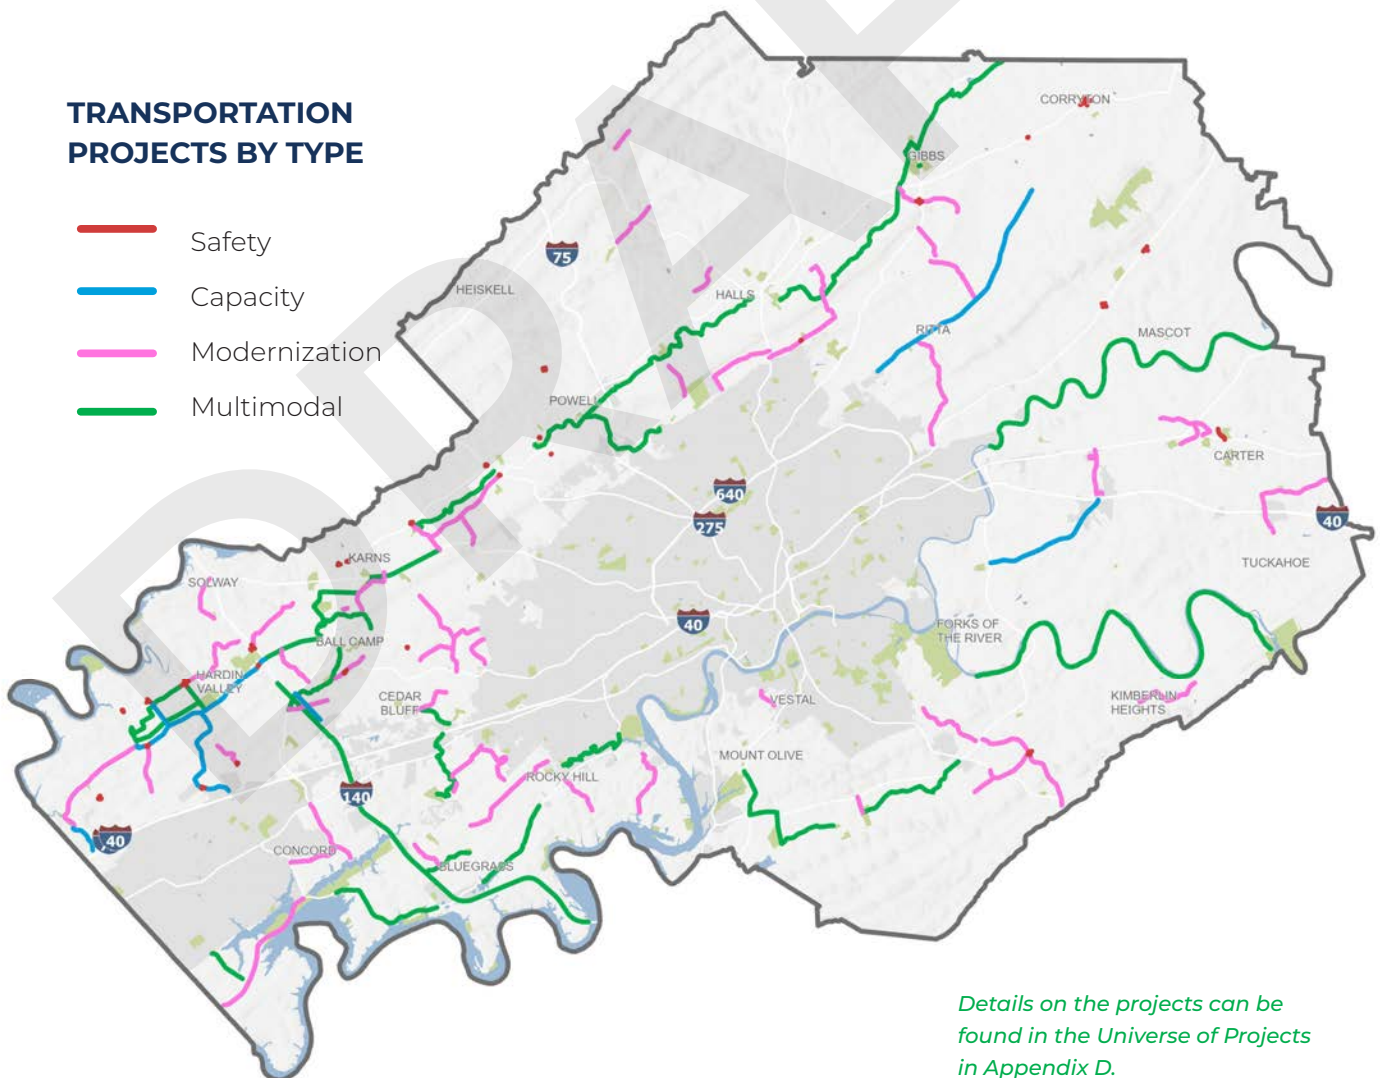 DRAF
TRANSPORTATION
PROJECTS BY TYPE
Safety
Capacity
Modernization
Multimodal
CORRYTON
GIBBS
75
HEISKELL
HALLS
RITTA
MASCOT
POWELL
CARTER
640
275
40
TUCKAHOE
KARNS
SOLWAY
40
FORKS OF
THE RIVER
BALL CAMP
HARDIN
VALLEY
CEDAR
BLUFF
VESTAL
KIMBERLIN
HEIGHTS
MOUNT OLIVE
ROCKY HILL
140
40
CONCORD
BLUEGRASS
Details on the projects can be
found in the Universe of Projects
in Appendix D.